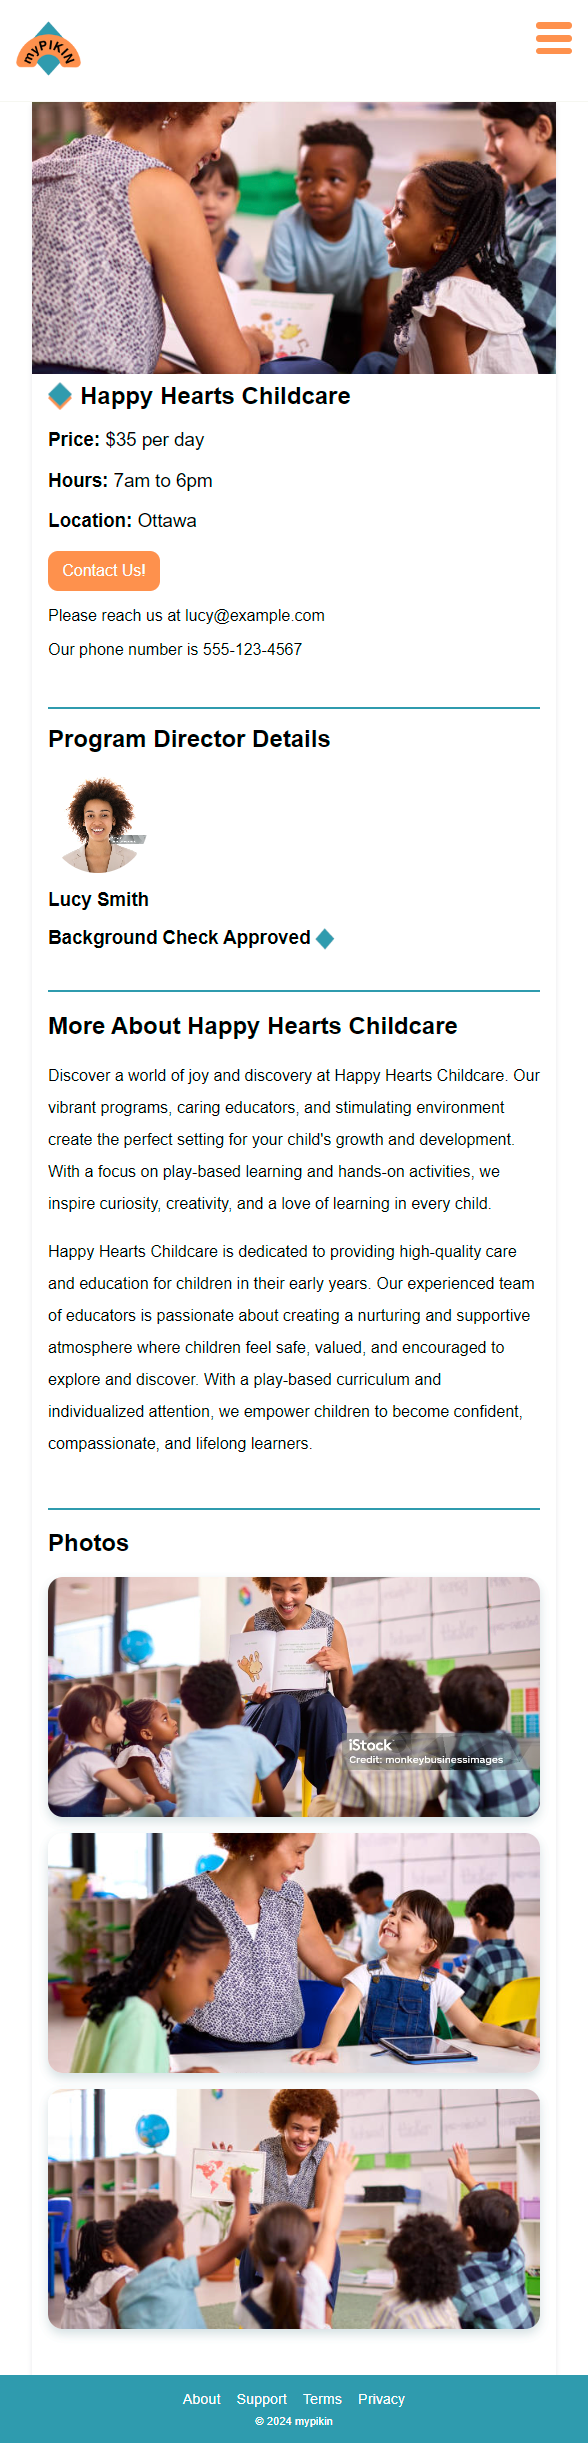 myPIKIN
Happy Hearts Childcare
Price: $35 per day
Hours: 7am to 6pm
Location: Ottawa
Contact Us!
Please reach us at lucy@example.com
Our phone number is 555-123-4567
Program Director Details
Lucy Smith
Background Check Approved
More About Happy Hearts Childcare
Discover a world of joy and discovery at Happy Hearts Childcare. Our
vibrant programs, caring educators, and stimulating environment
create the perfect setting for your child's growth and development.
With a focus on play-based learning and hands-on activities, we
inspire curiosity, creativity, and a love of learning in every child.
Happy Hearts Childcare is dedicated to providing high-quality care
and education for children in their early years. Our experienced team
of educators is passionate about creating a nurturing and supportive
atmosphere where children feel safe, valued, and encouraged to
explore and discover. With a play-based curriculum and
individualized attention, we empower children to become confident,
compassionate, and lifelong learners.
Photos
iStock
Credit: monkeybusinessimages
About Support Terms Privacy
© 2024 mypikin